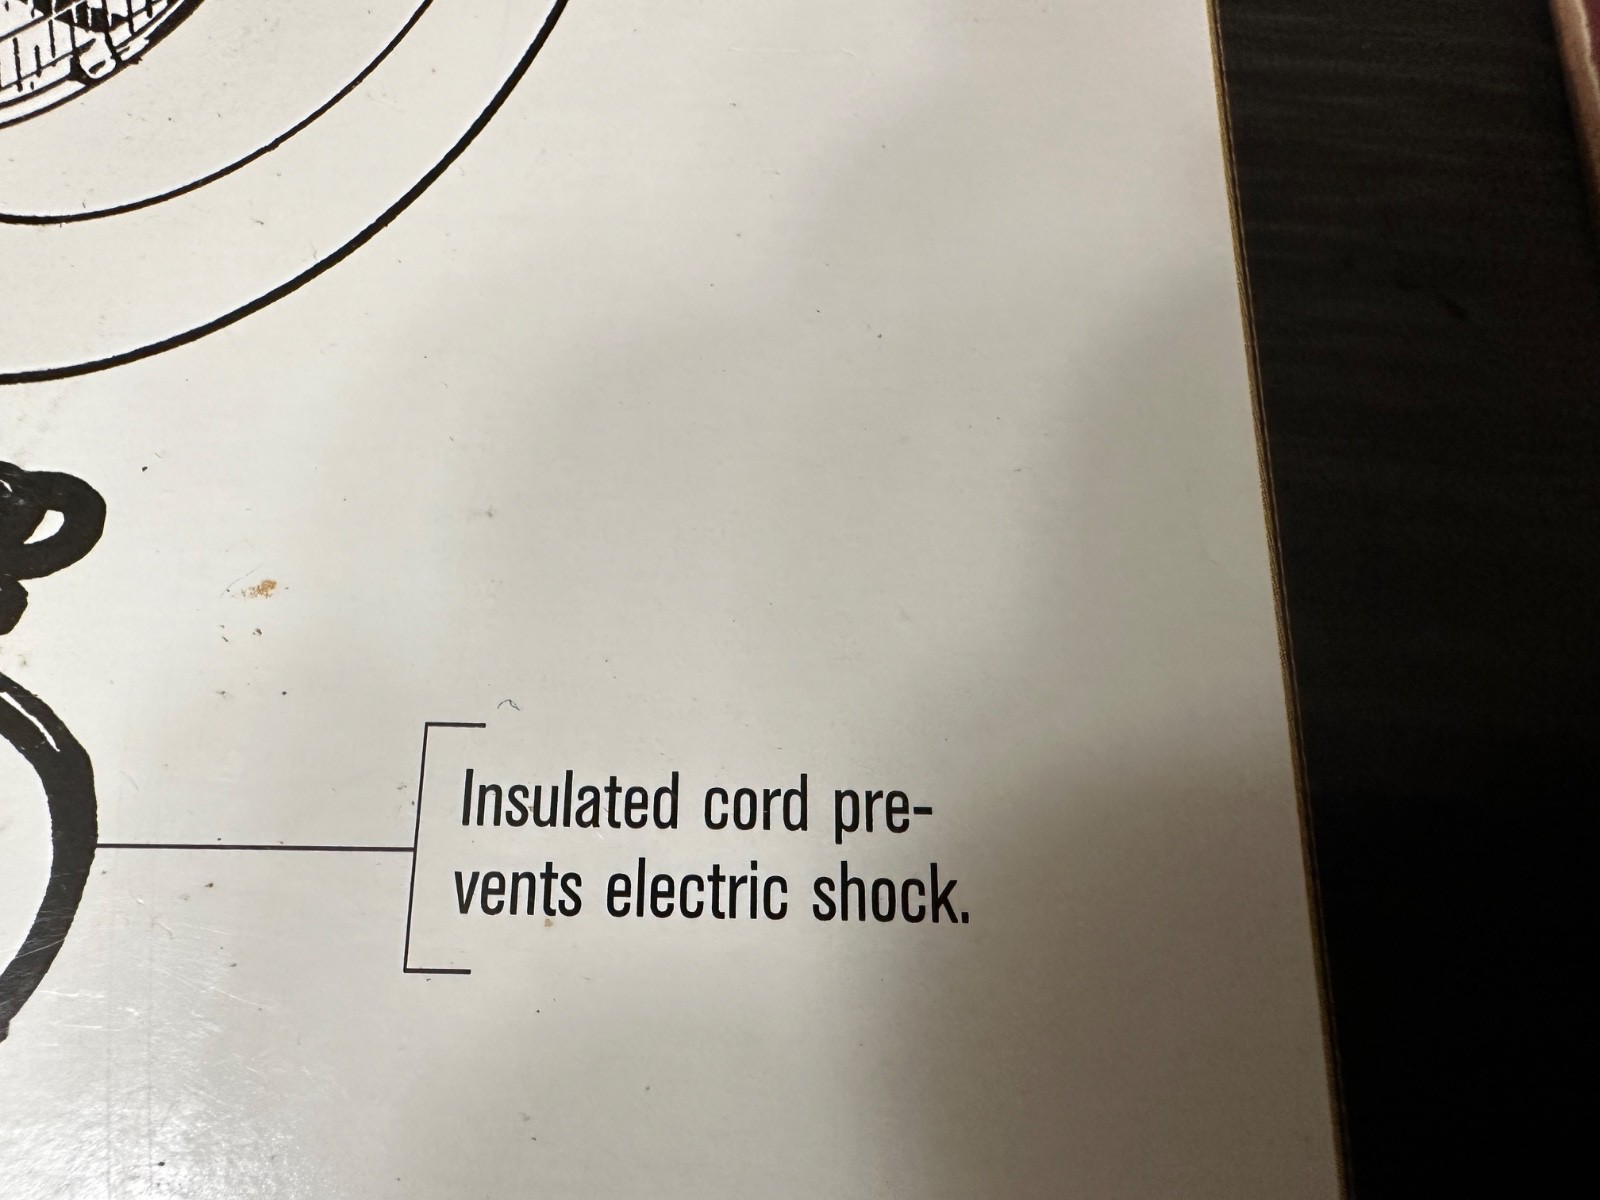 Insulated cord pre-
vents electric shock.